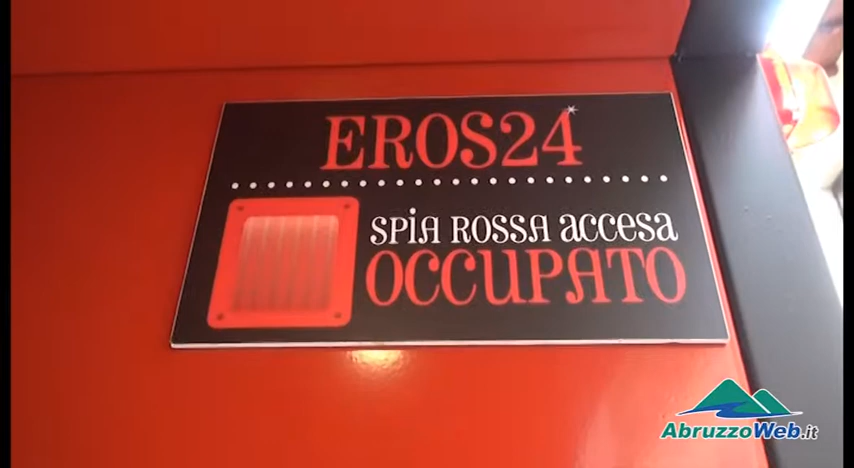 EROS24
SPIA ROSSA ACCESA
OCCUPATO
AbruzzoWeb.it